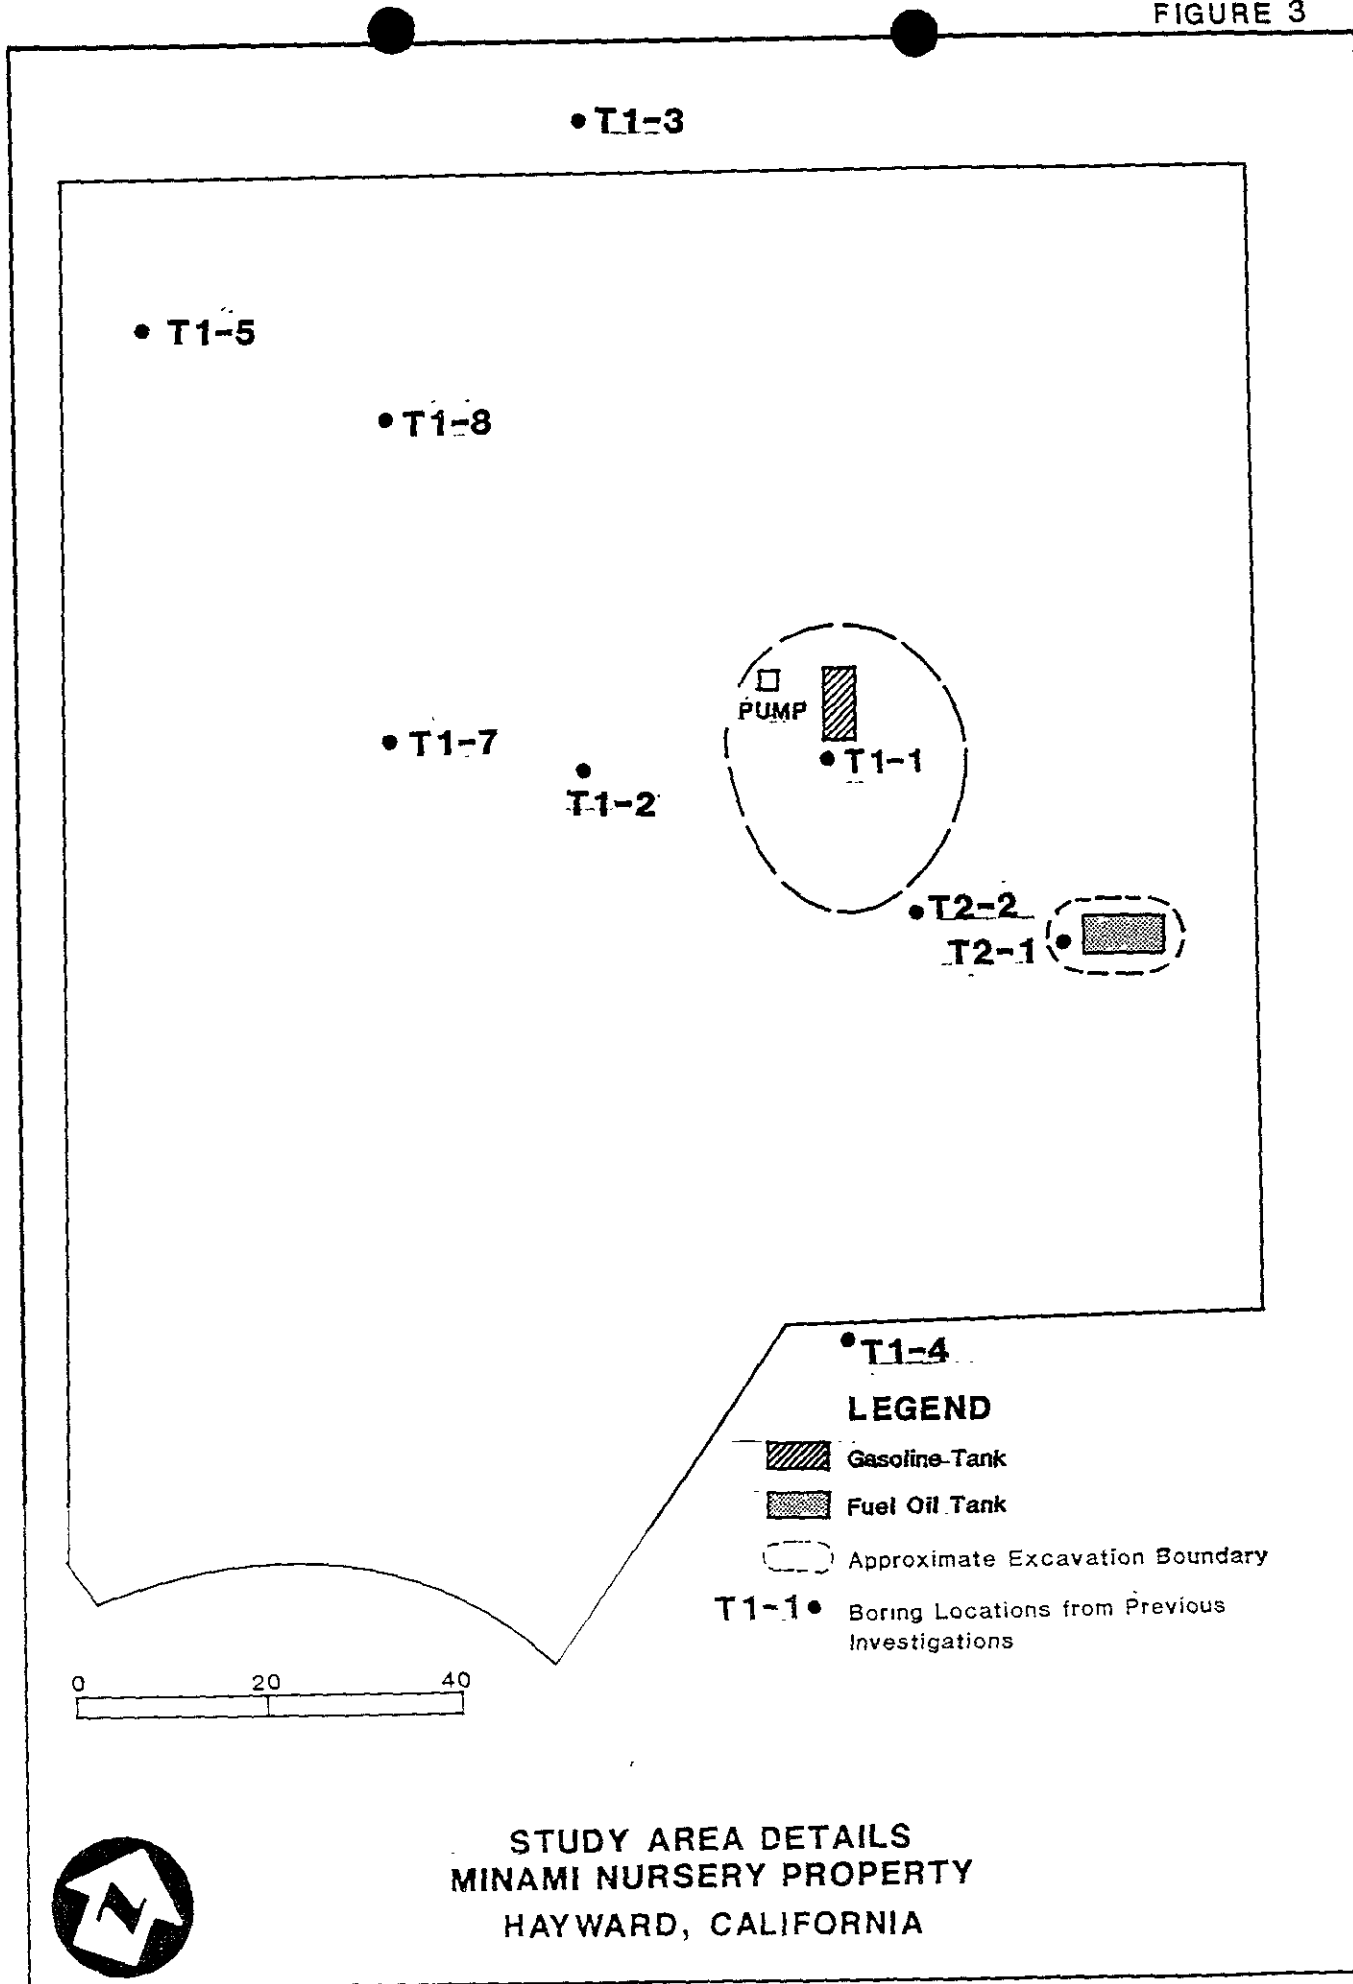 FIGURE 3
T1-3
T1-5
T1-8
PUMP
T1-7
T1-1
T1-2
T2-2
T2-1
T1-4
LEGEND
Gasoline Tank
Fuel Oil Tank
Approximate Excavation Boundary
T1-1 Boring Locations from Previous
Investigations
0 20 40
STUDY AREA DETAILS
MINAMI NURSERY PROPERTY
HAYWARD, CALIFORNIA
N